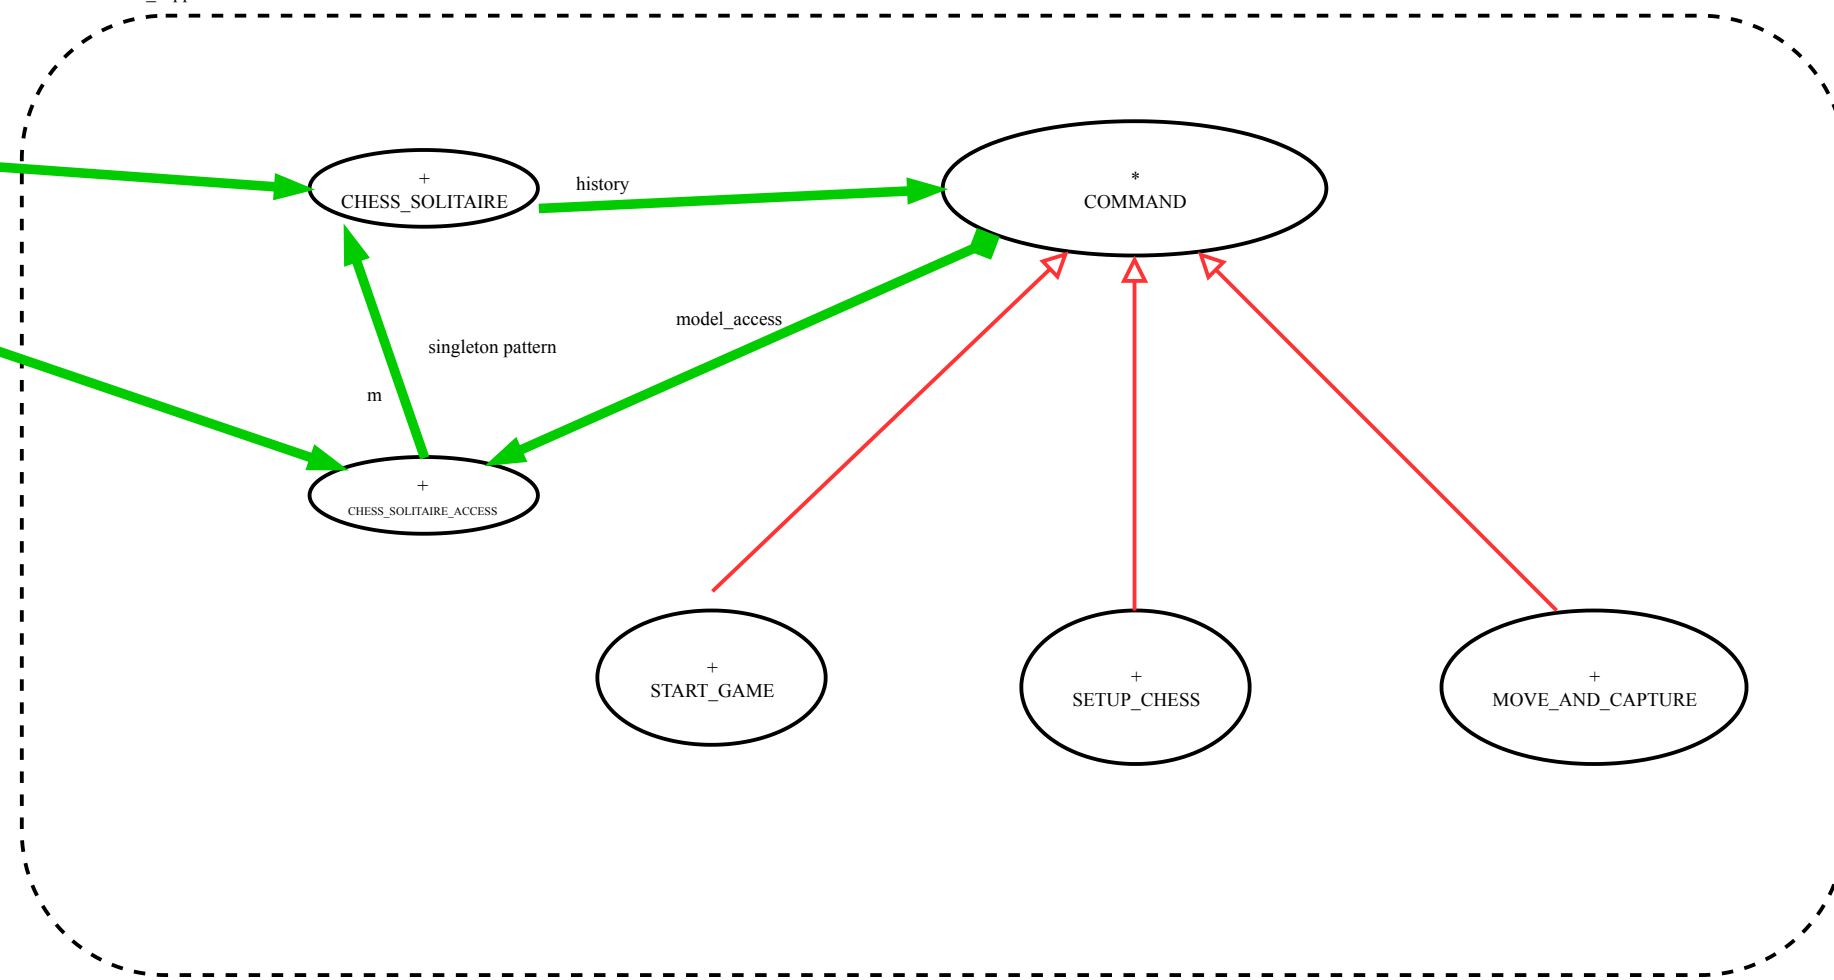 +
CHESS_SOLITAIRE
history
*
COMMAND
model_access
singleton pattern
m
+
CHESS_SOLITAIRE_ACCESS
+
START_GAME
+
SETUP_CHESS
+
MOVE_AND_CAPTURE